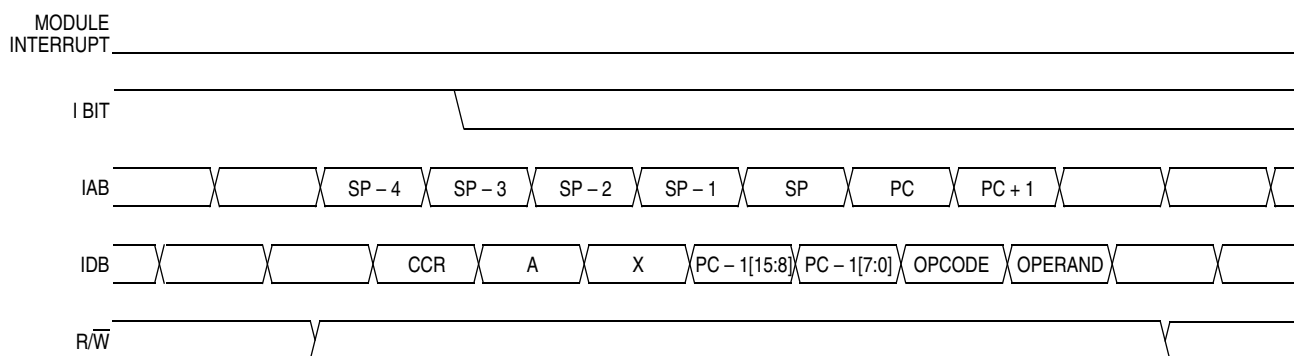 MODULE
INTERRUPT
I BIT
IAB SP – 4 SP – 3 SP – 2 SP – 1 SP PC PC + 1
IDB CCR A X PC – 1[15:8] PC – 1[7:0] OPCODE OPERAND
R/W̅